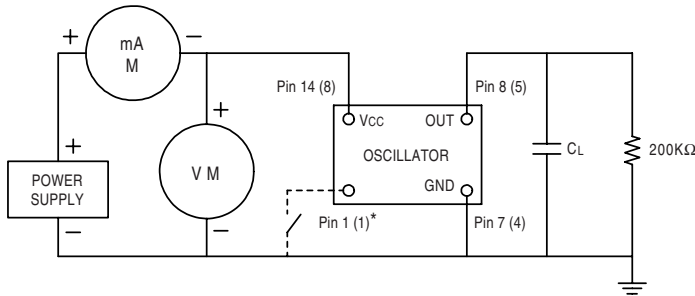 +
mA
M
−
Pin 14 (8)
Pin 8 (5)
+
+
VCC
OUT
OSCILLATOR
CL
200KΩ
V M
POWER
SUPPLY
GND
−
−
Pin 1 (1)*
Pin 7 (4)